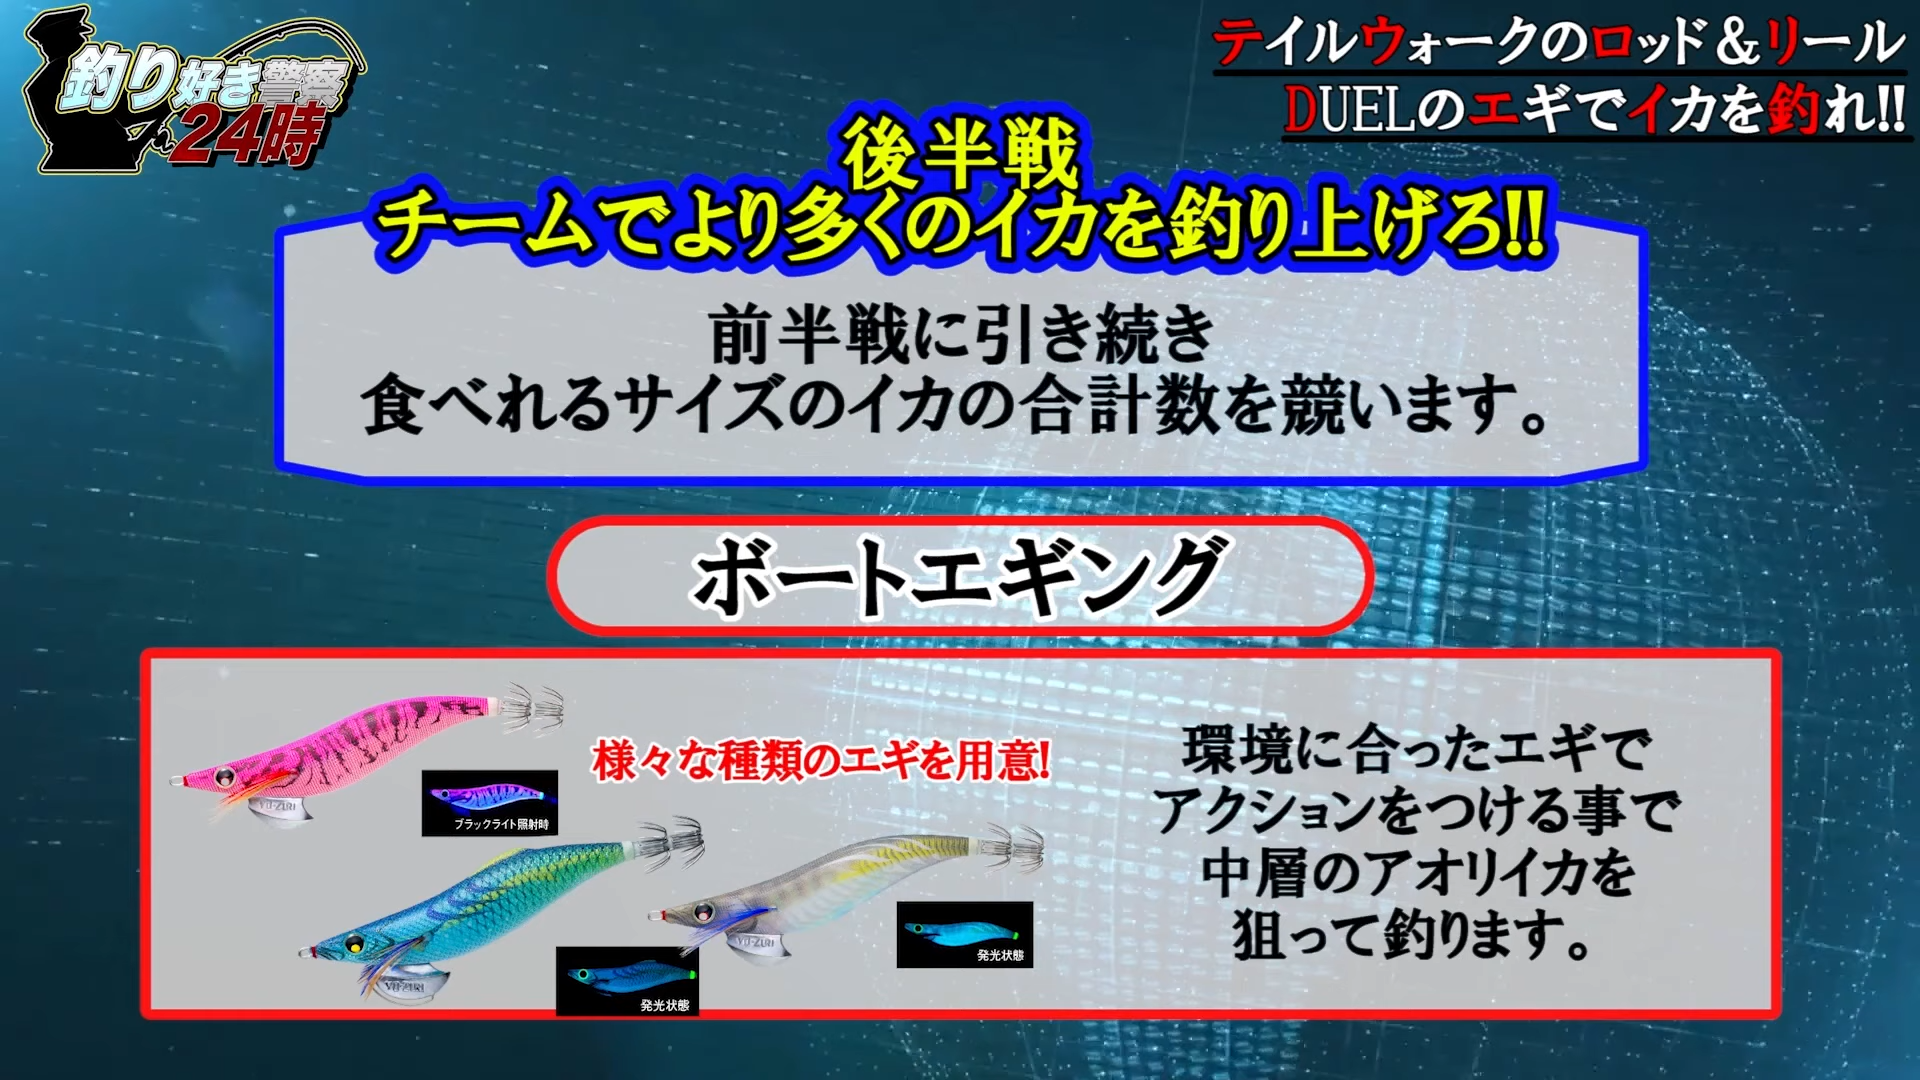 釣り好き警察
24時
テイルウォークのロッド&リール
DUELのエギでイカを釣れ!!
後半戦
チームでより多くのイカを釣り上げろ!!
前半戦に引き続き
食べれるサイズのイカの合計数を競います。
ボートエギング
様々な種類のエギを用意!
YO-ZURI
ブラックライト照射時
YO-ZURI
発光状態
YO-ZURI
発光状態
環境に合ったエギで
アクションをつける事で
中層のアオリイカを
狙って釣ります。